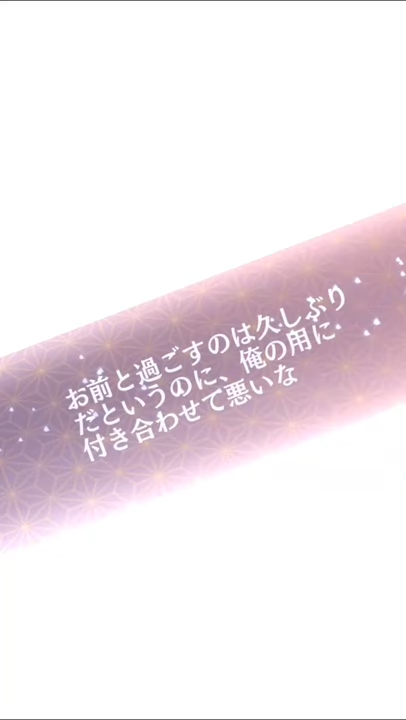 お前と過ごすのは久しぶり
だというのに、俺の用に
付き合わせて悪いな